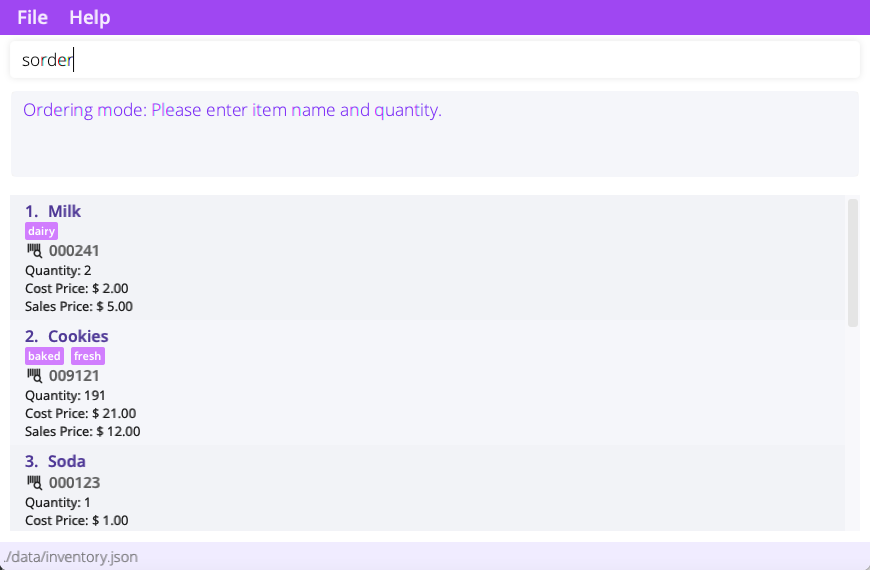 File Help
sorder
Ordering mode: Please enter item name and quantity.
1. Milk
dairy
000241
Quantity: 2
Cost Price: $ 2.00
Sales Price: $ 5.00
2. Cookies
baked fresh
009121
Quantity: 191
Cost Price: $ 21.00
Sales Price: $ 12.00
3. Soda
000123
Quantity: 1
Cost Price: $ 1.00
./data/inventory.json